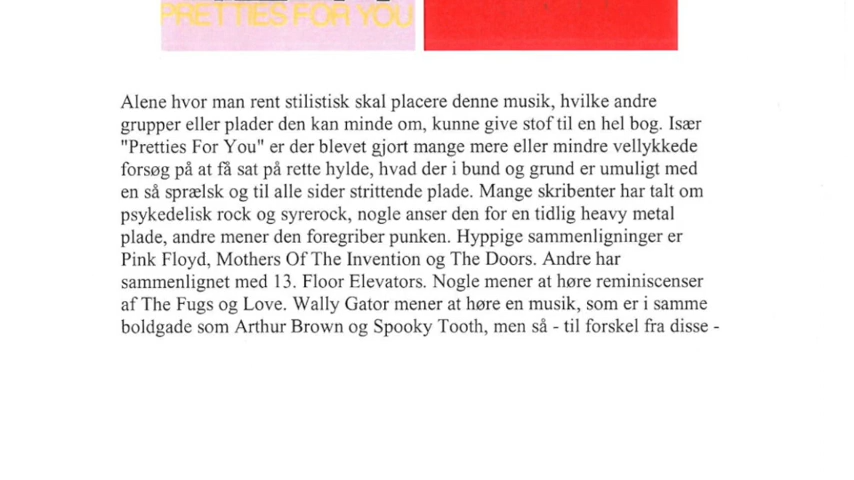 PRETTIES FOR YOU
Alene hvor man rent stilistisk skal placere denne musik, hvilke andre
grupper eller plader den kan minde om, kunne give stof til en hel bog. Især
"Pretties For You" er der blevet gjort mange mere eller mindre vellykkede
forsøg på at få sat på rette hylde, hvad der i bund og grund er umuligt med
en så sprælsk og til alle sider strittende plade. Mange skribenter har talt om
psykedelisk rock og syrerock, nogle anser den for en tidlig heavy metal
plade, andre mener den foregriber punken. Hyppige sammenligninger er
Pink Floyd, Mothers Of The Invention og The Doors. Andre har
sammenlignet med 13. Floor Elevators. Nogle mener at høre reminiscenser
af The Fugs og Love. Wally Gator mener at høre en musik, som er i samme
boldgade som Arthur Brown og Spooky Tooth, men så - til forskel fra disse -